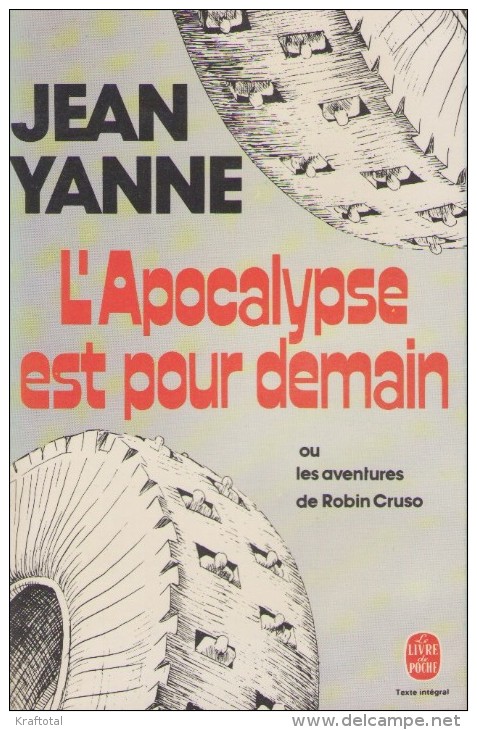 JEAN
YANNE
L'Apocalypse
est pour demain
ou
les aventures
de Robin Cruso
Le
LIVRE
de
POCHE
Texte intégral
Kraftotal
www.delcampe.net